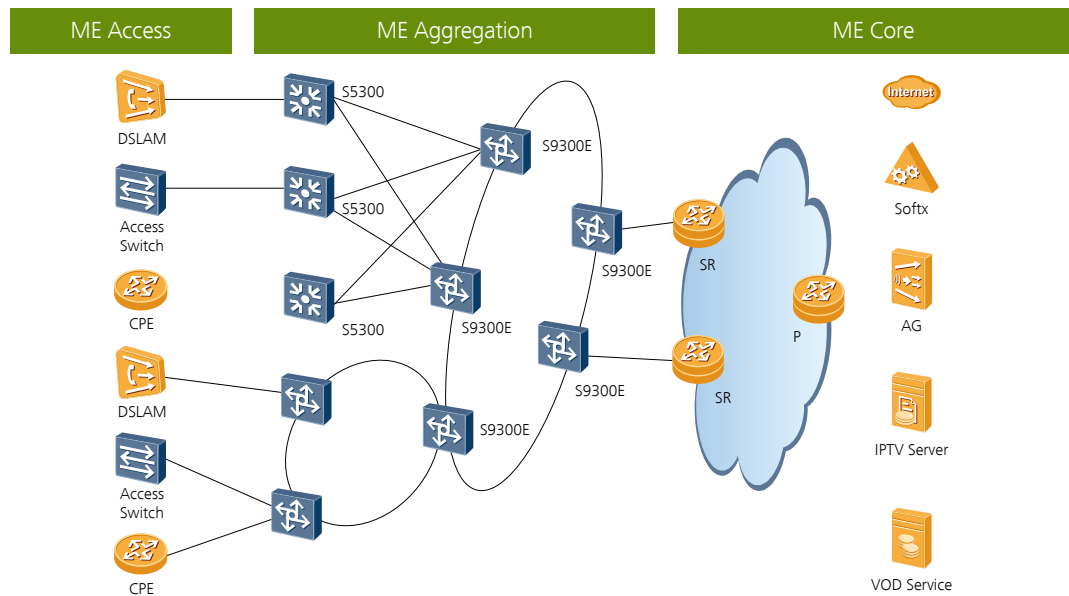 ME Access
ME Aggregation
ME Core
DSLAM
Access
Switch
CPE
DSLAM
Access
Switch
CPE
S5300
S5300
S5300
S9300E
S9300E
S9300E
S9300E
S9300E
SR
SR
P
Internet
Softx
AG
IPTV Server
VOD Service